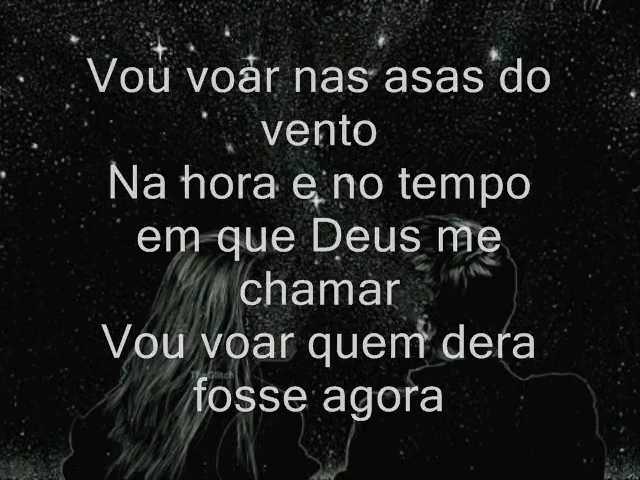 Vou voar nas asas do
vento
Na hora e no tempo
em que Deus me
chamar
Vou voar quem dera
fosse agora